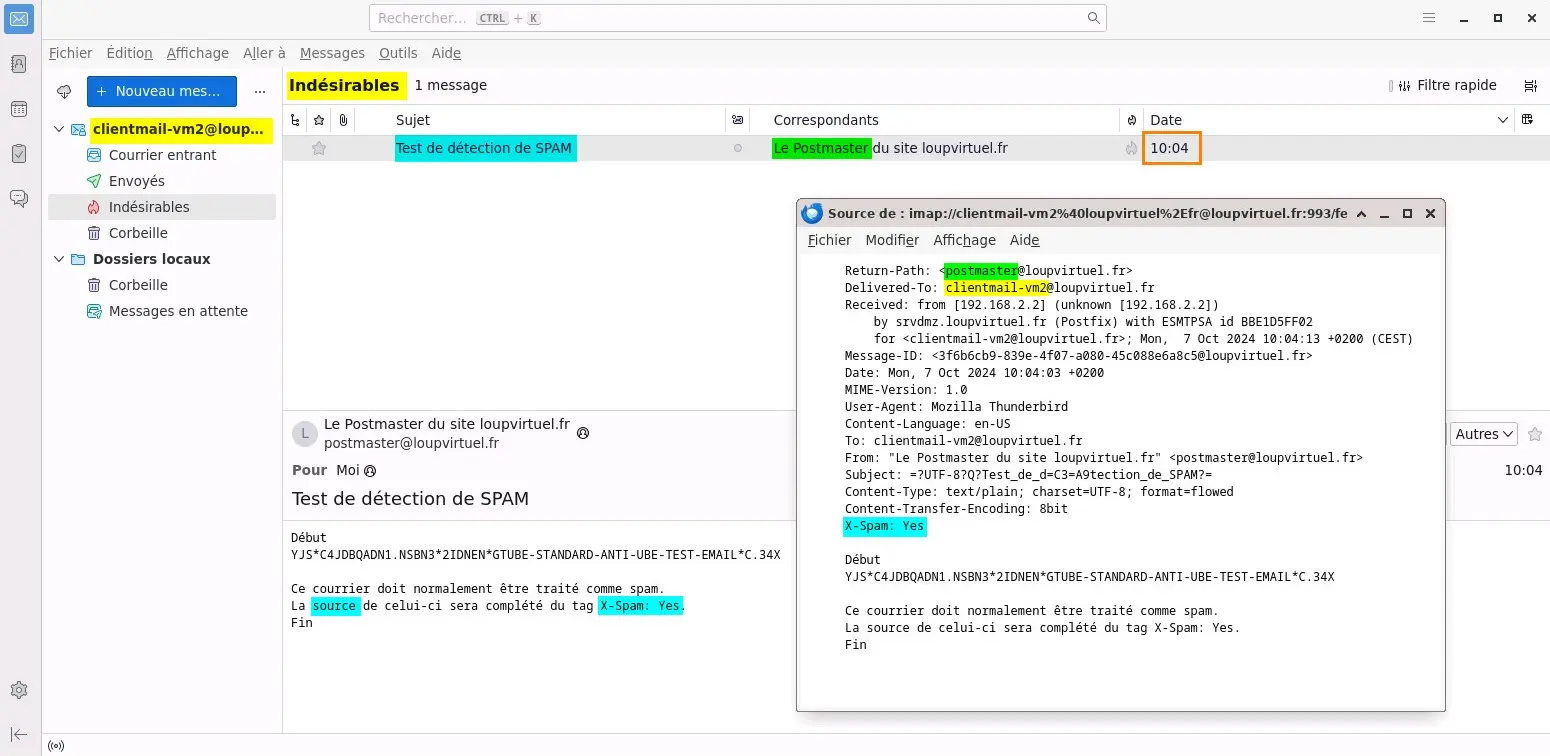 Rechercher... CTRL + K
Fichier Édition Affichage Aller à Messages Outils Aide
+ Nouveau mes... ...
clientmail-vm2@loup...
Courrier entrant
Envoyés
Indésirables
Corbeille
Dossiers locaux
Corbeille
Messages en attente
Indésirables 1 message Filtre rapide
Sujet Correspondants Date
Test de détection de SPAM Le Postmaster du site loupvirtuel.fr 10:04
L Le Postmaster du site loupvirtuel.fr
postmaster@loupvirtuel.fr
Autres
Pour Moi
10:04
Test de détection de SPAM
Début
YJS*C4JDBQADN1.NSBN3*2IDNEN*GTUBE-STANDARD-ANTI-UBE-TEST-EMAIL*C.34X
Ce courrier doit normalement être traité comme spam.
La source de celui-ci sera complété du tag X-Spam: Yes.
Fin
Source de : imap://clientmail-vm2%40loupvirtuel%2Efr@loupvirtuel.fr:993/fe
Fichier Modifier Affichage Aide
Return-Path: <postmaster@loupvirtuel.fr>
Delivered-To: clientmail-vm2@loupvirtuel.fr
Received: from [192.168.2.2] (unknown [192.168.2.2])
by srvdmz.loupvirtuel.fr (Postfix) with ESMTPSA id BBE1D5FF02
for <clientmail-vm2@loupvirtuel.fr>; Mon, 7 Oct 2024 10:04:13 +0200 (CEST)
Message-ID: <3f6b6cb9-839e-4f07-a080-45c088e6a8c5@loupvirtuel.fr>
Date: Mon, 7 Oct 2024 10:04:03 +0200
MIME-Version: 1.0
User-Agent: Mozilla Thunderbird
Content-Language: en-US
To: clientmail-vm2@loupvirtuel.fr
From: "Le Postmaster du site loupvirtuel.fr" <postmaster@loupvirtuel.fr>
Subject: =?UTF-8?Q?Test_de_d=C3=A9tection_de_SPAM?=
Content-Type: text/plain; charset=UTF-8; format=flowed
Content-Transfer-Encoding: 8bit
X-Spam: Yes
Début
YJS*C4JDBQADN1.NSBN3*2IDNEN*GTUBE-STANDARD-ANTI-UBE-TEST-EMAIL*C.34X
Ce courrier doit normalement être traité comme spam.
La source de celui-ci sera complété du tag X-Spam: Yes.
Fin